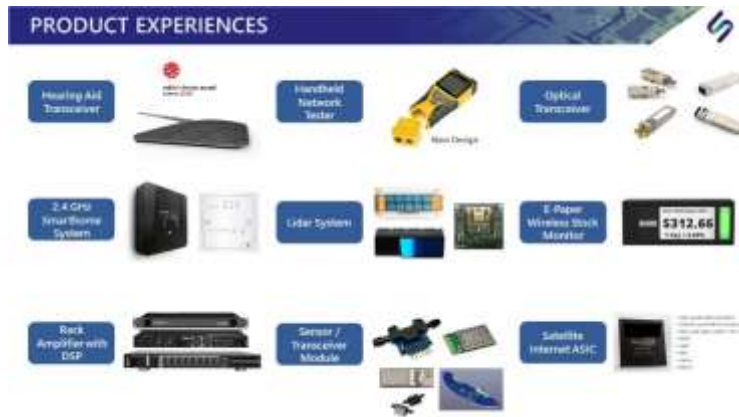 PRODUCT EXPERIENCES
Hearing Aid
Transceiver
Handheld
Network
Tester
New Design
Optical
Transceiver
2.4 GHz
Smarthome
System
Lidar System
E-Paper
Wireless Stock
Monitor
$312.66
Rack
Amplifier with
DSP
Sensor /
Transceiver
Module
Satellite
Internet ASIC